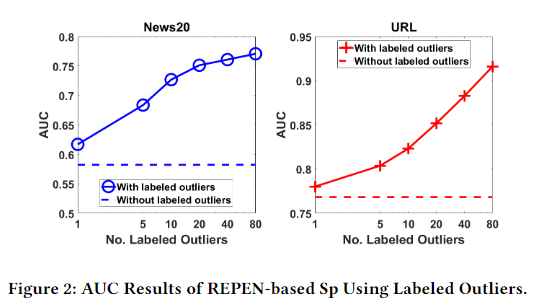 News20
AUC
0.8
0.75
0.7
0.65
0.6
0.55
0.5
With labeled outliers
Without labeled outliers
1 5 10 20 40 80
No. Labeled Outliers
URL
AUC
0.95
0.9
0.85
0.8
0.75
With labeled outliers
Without labeled outliers
1 5 10 20 40 80
No. Labeled Outliers
Figure 2: AUC Results of REPEN-based Sp Using Labeled Outliers.